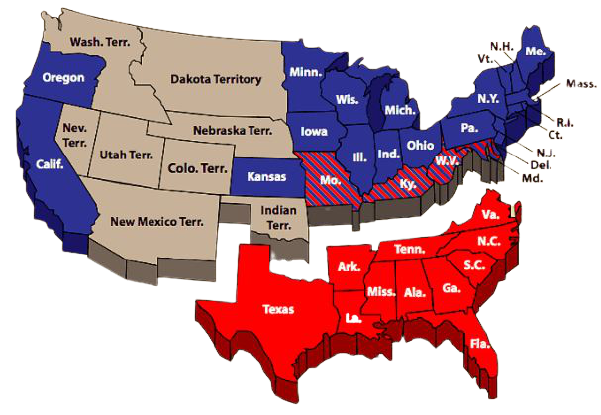 N.H.
Wash. Terr.
Vt.
Me.
Oregon
Dakota Territory
Minn.
Wis.
Mich.
N.Y.
Mass.
R.I.
Ct.
Nev.
Terr.
Nebraska Terr.
Iowa
Pa.
N.J.
Del.
Md.
Calif.
Utah Terr.
Colo. Terr.
Kansas
Mo.
Ill.
Ind.
Ohio
W.V.
Ky.
New Mexico Terr.
Indian
Terr.
Va.
N.C.
Tenn.
S.C.
Ark.
Texas
La.
Miss.
Ala.
Ga.
Fla.